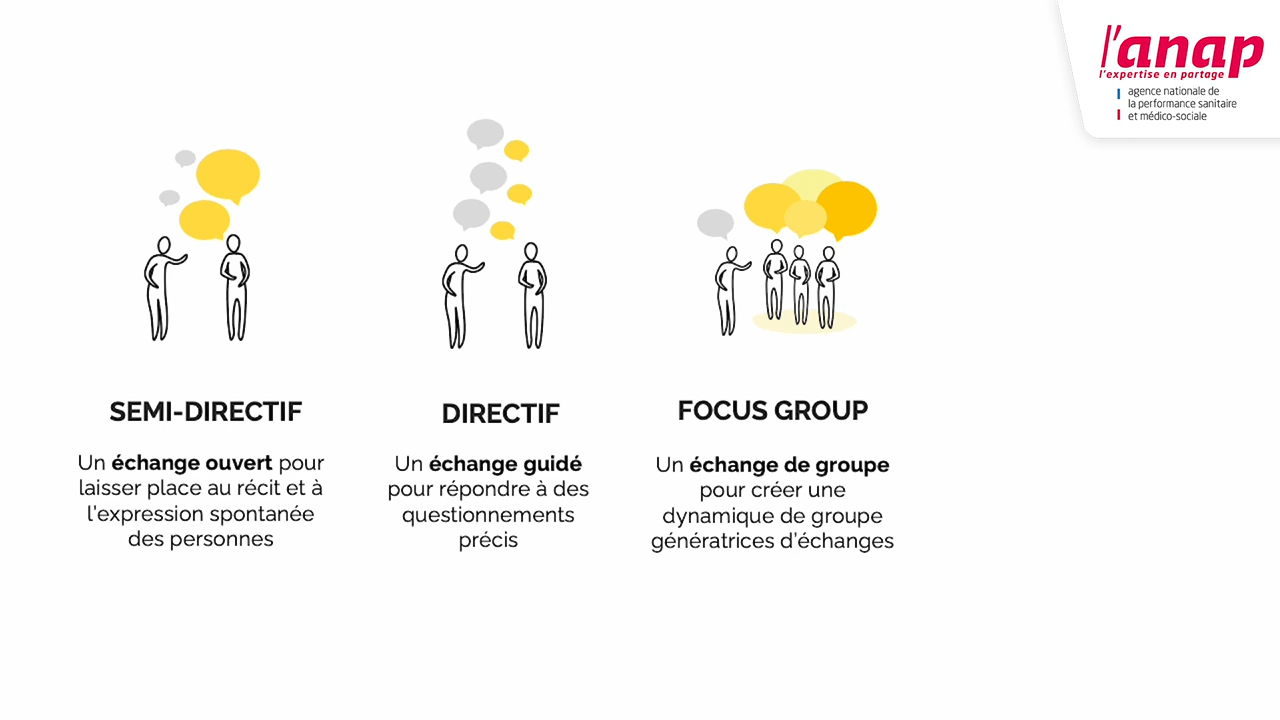 l'anap
l'expertise en partage
agence nationale de
la performance sanitaire
et médico-sociale
SEMI-DIRECTIF
Un échange ouvert pour
laisser place au récit et à
l'expression spontanée
des personnes
DIRECTIF
Un échange guidé
pour répondre à des
questionnements
précis
FOCUS GROUP
Un échange de groupe
pour créer une
dynamique de groupe
génératrices d'échanges